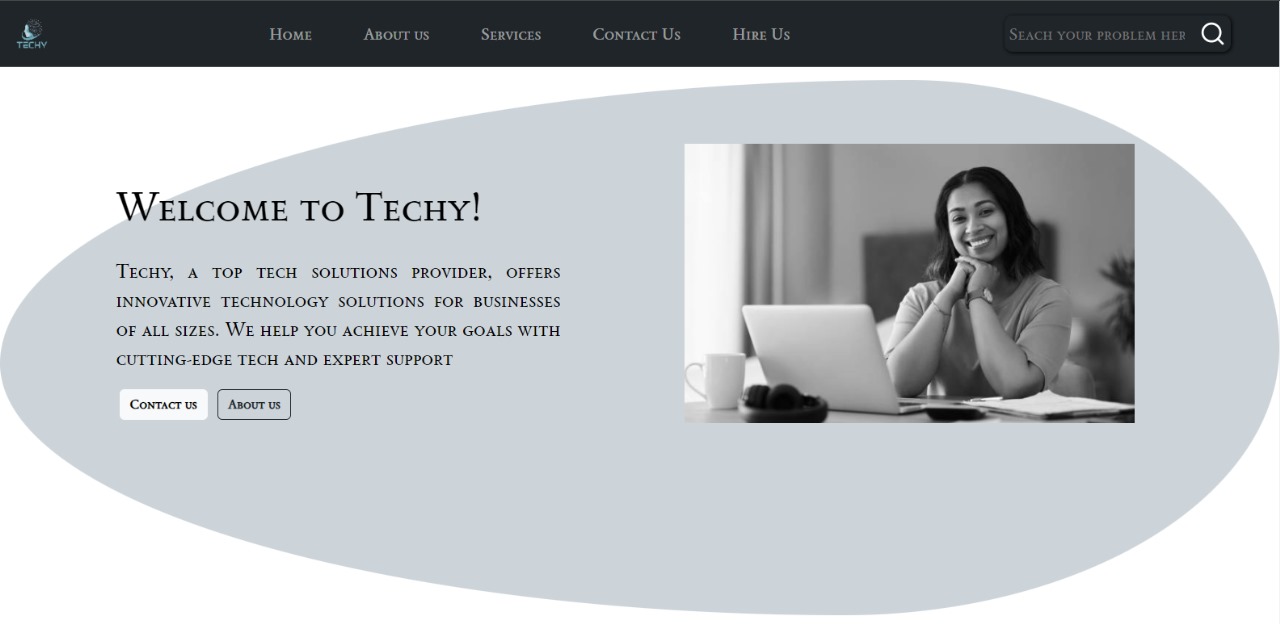 TECHY
Home
About us
Services
Contact Us
Hire Us
Seach your problem her
Welcome to Techy!
Techy, a top tech solutions provider, offers
innovative technology solutions for businesses
of all sizes. We help you achieve your goals with
cutting-edge tech and expert support
Contact us
About us